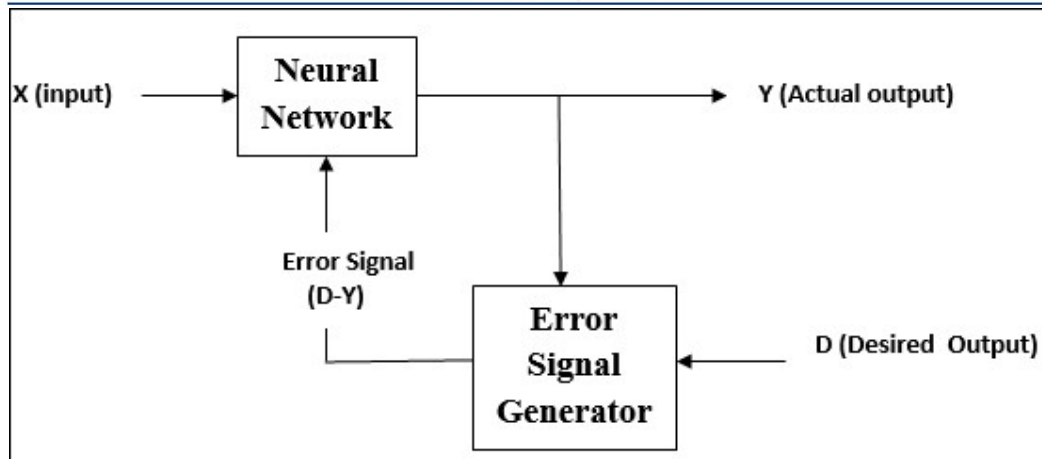 X (input)
Neural
Network
Y (Actual output)
Error Signal
(D-Y)
Error
Signal
Generator
D (Desired Output)